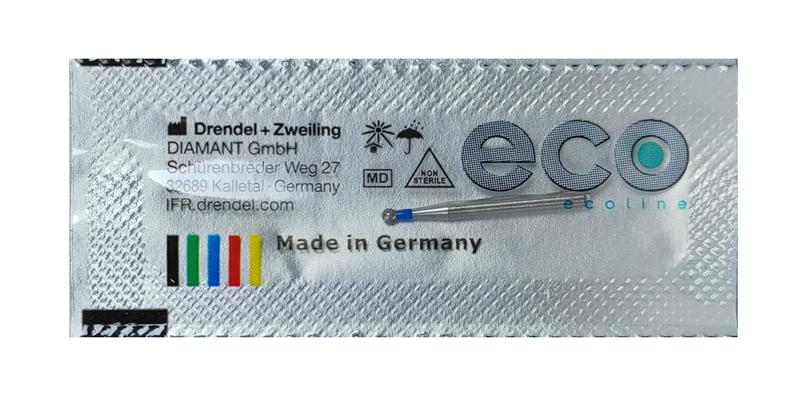 Drendel + Zweiling
DIAMANT GmbH
Schürenbreder Weg 27
32689 Kalletal · Germany
IFR.drendel.com
MD
NON
STERILE
eco
ecoline
Made in Germany